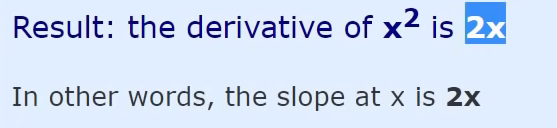 Result: the derivative of x² is 2x
In other words, the slope at x is 2x